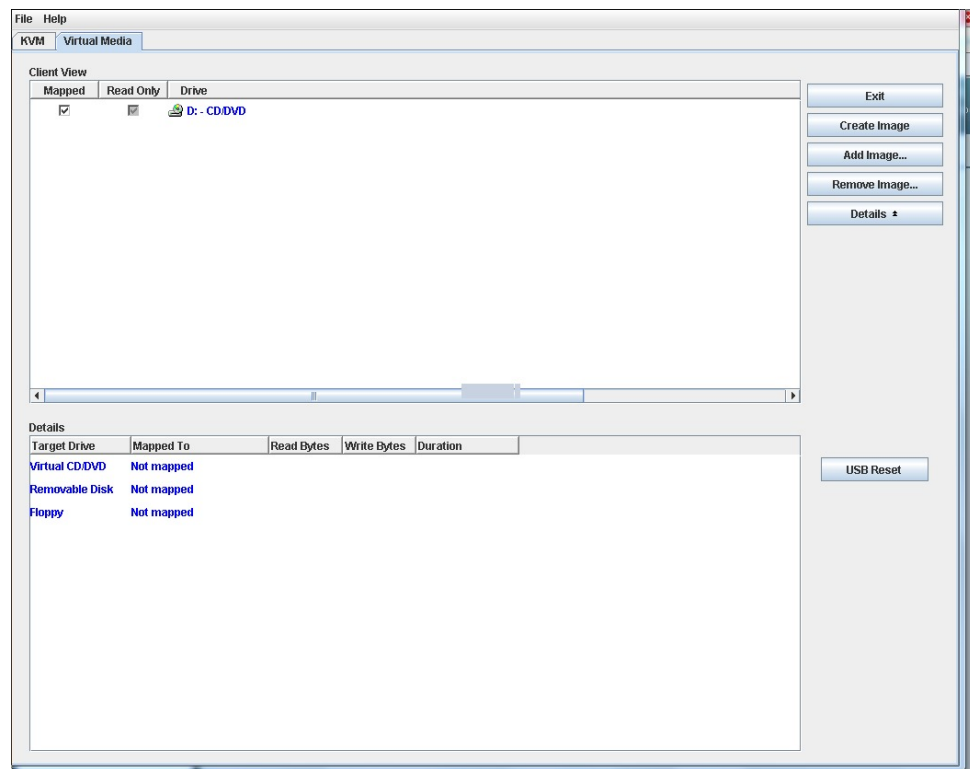 File Help
KVM Virtual Media
Client View
Mapped Read Only Drive
D: - CD/DVD
Exit
Create Image
Add Image...
Remove Image...
Details
Details
Target Drive Mapped To Read Bytes Write Bytes Duration
Virtual CD/DVD Not mapped
Removable Disk Not mapped
Floppy Not mapped
USB Reset